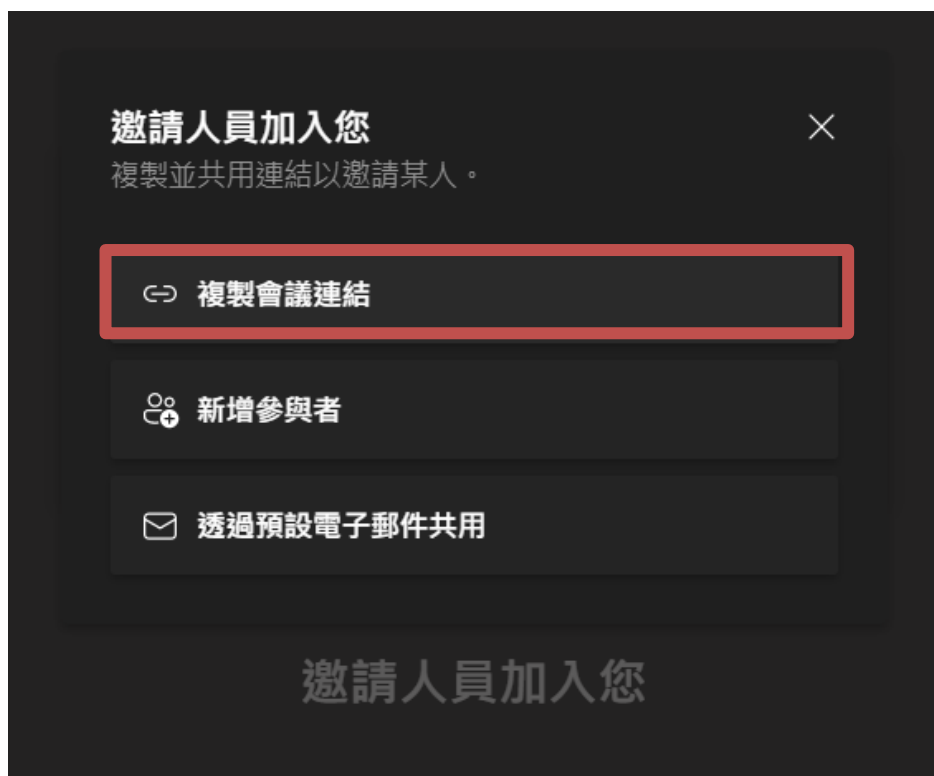 邀請人員加入您
複製並共用連結以邀請某人。
複製會議連結
新增參與者
透過預設電子郵件共用
邀請人員加入您